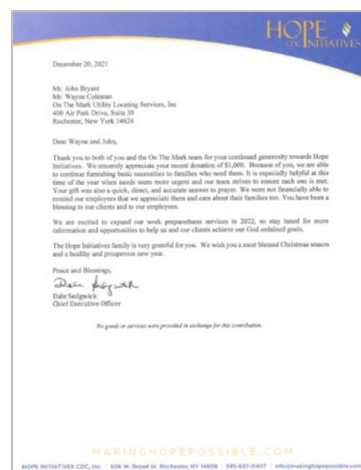 HOPE
CDC INITIATIVES
December 20, 2021
Mr. John Bryant
Mr. Wayne Coleman
On The Mark Utility Locating Services, Inc
400 Air Park Drive, Suite 30
Rochester, New York 14624
Dear Wayne and John,
Thank you to both of you and the On The Mark team for your continued generosity towards Hope
Initiatives. We sincerely appreciate your recent donation of $1,000. Because of you, we are able
to continue furnishing basic necessities to families who need them. It is especially helpful at this
time of the year when needs seem more urgent and our team strives to ensure each one is met.
Your gift was also a quick, direct, and accurate answer to prayer. We were not financially able to
remind our employees that we appreciate them and care about their families too. You have been a
blessing to our clients and to our employees.
We are excited to expand our work preparedness services in 2022, so stay tuned for more
information and opportunities to help us and our clients achieve our God ordained goals.
The Hope Initiatives family is very grateful for you. We wish you a most blessed Christmas season
and a healthy and prosperous new year.
Peace and Blessings,
Dale Sedgwick
Dale Sedgwick
Chief Executive Officer
No goods or services were provided in exchange for this contribution.
MAKINGHOPEPOSSIBLE.COM
HOPE INITIATIVES CDC, Inc. / 506 W. Broad St. Rochester, NY 14608 / 585-697-0407 / info@makinghopepossible.com